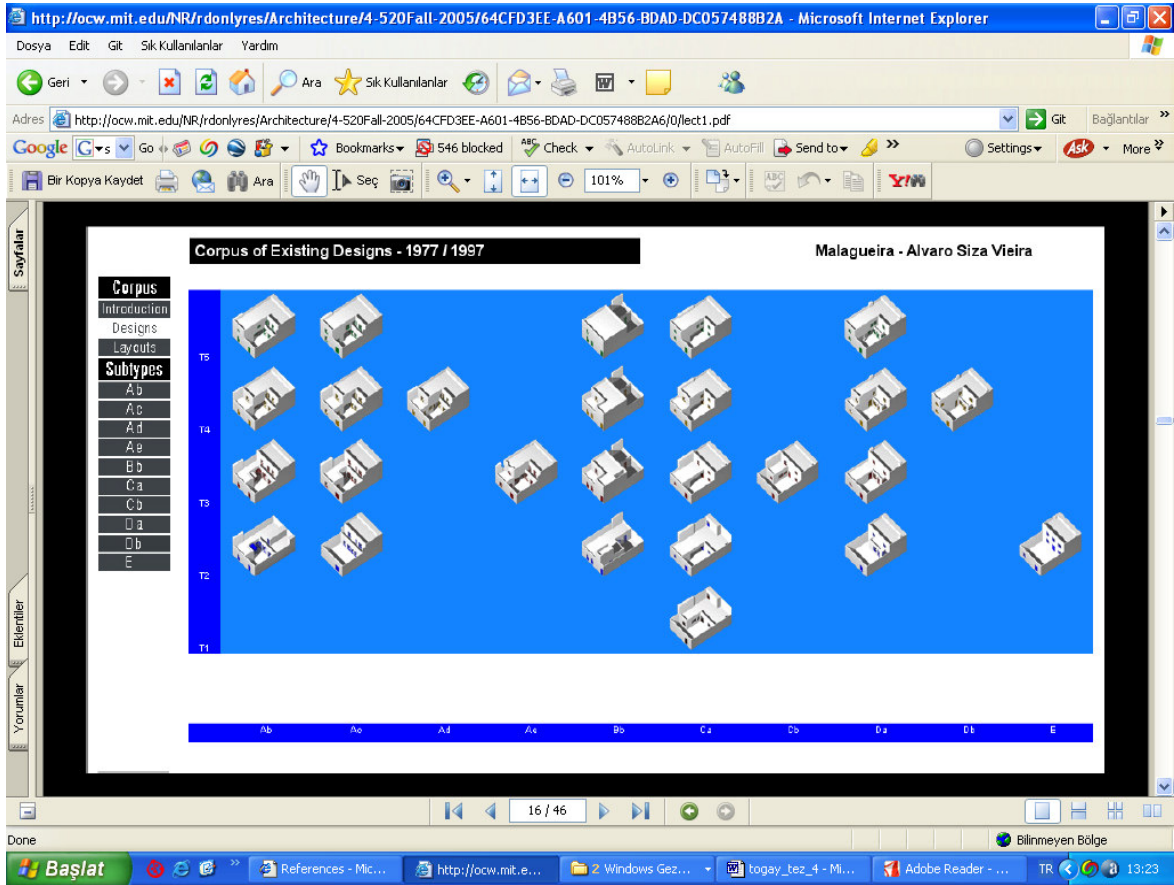 http://ocw.mit.edu/NR/rdonlyres/Architecture/4-520Fall-2005/64CFD3EE-A601-4B56-BDAD-DC057488B2A - Microsoft Internet Explorer
Dosya Edit Git Sık Kullanılanlar Yardım
Geri Ara Sık Kullanılanlar
Adres http://ocw.mit.edu/NR/rdonlyres/Architecture/4-520Fall-2005/64CFD3EE-A601-4B56-BDAD-DC057488B2A6/0/lect1.pdf Git Bağlantılar »
Google G s Go Bookmarks 546 blocked Check AutoLink AutoFill Send to » Settings Ask More »
Bir Kopya Kaydet Ara Seç 101% Y!
Sayfalar
Corpus of Existing Designs - 1977 / 1997 Malagueira - Alvaro Siza Vieira
Corpus
Introduction
Designs
Layouts
Subtypes
Ab
Ac
Ad
Ae
Bb
Ca
Cb
Da
Db
E
T5
T4
T3
T2
T1
Ab Ac Ad Ae Bb Ca Cb Da Db E
Eklentiler
Yorumlar
16 / 46
Done Bilinmeyen Bölge
Başlat » References - Mic... http://ocw.mit.e... 2 Windows Gez... togay_tez_4 - Mi... Adobe Reader - ... TR 13:23